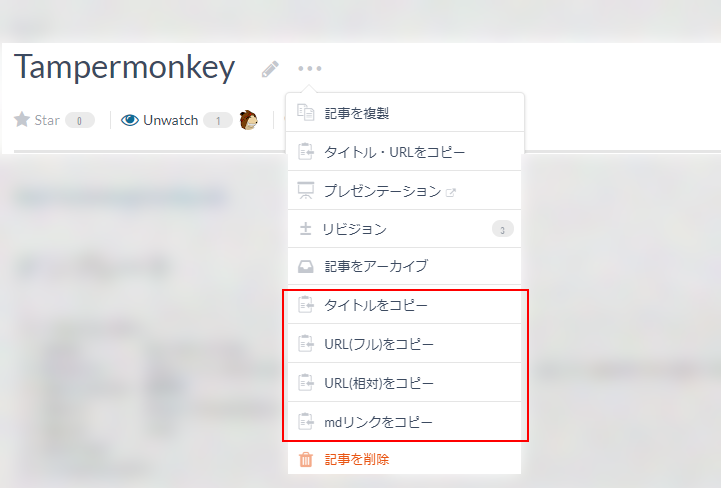 Tampermonkey
Star 0 Unwatch 1
記事を複製
タイトル・URLをコピー
プレゼンテーション
リビジョン 3
記事をアーカイブ
タイトルをコピー
URL(フル)をコピー
URL(相対)をコピー
mdリンクをコピー
記事を削除